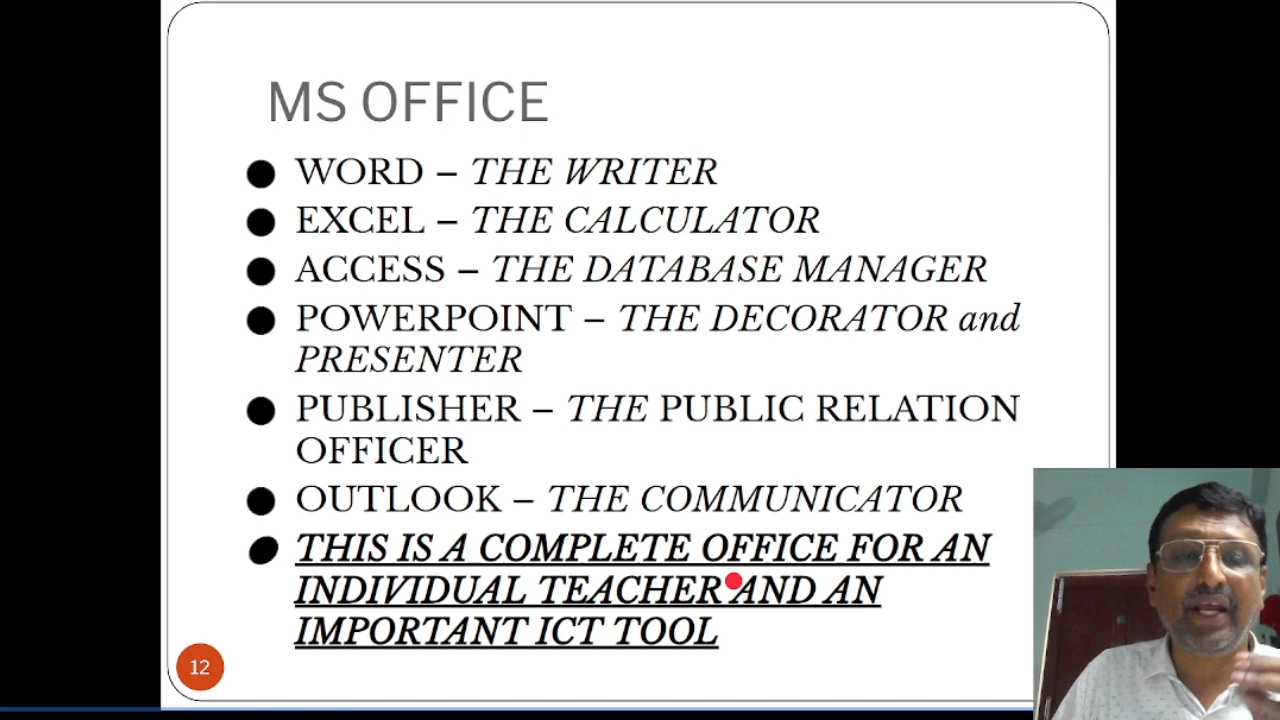 MS OFFICE
● WORD – THE WRITER
● EXCEL – THE CALCULATOR
● ACCESS – THE DATABASE MANAGER
● POWERPOINT – THE DECORATOR and
PRESENTER
● PUBLISHER – THE PUBLIC RELATION
OFFICER
● OUTLOOK – THE COMMUNICATOR
● THIS IS A COMPLETE OFFICE FOR AN
INDIVIDUAL TEACHER AND AN
IMPORTANT ICT TOOL
12